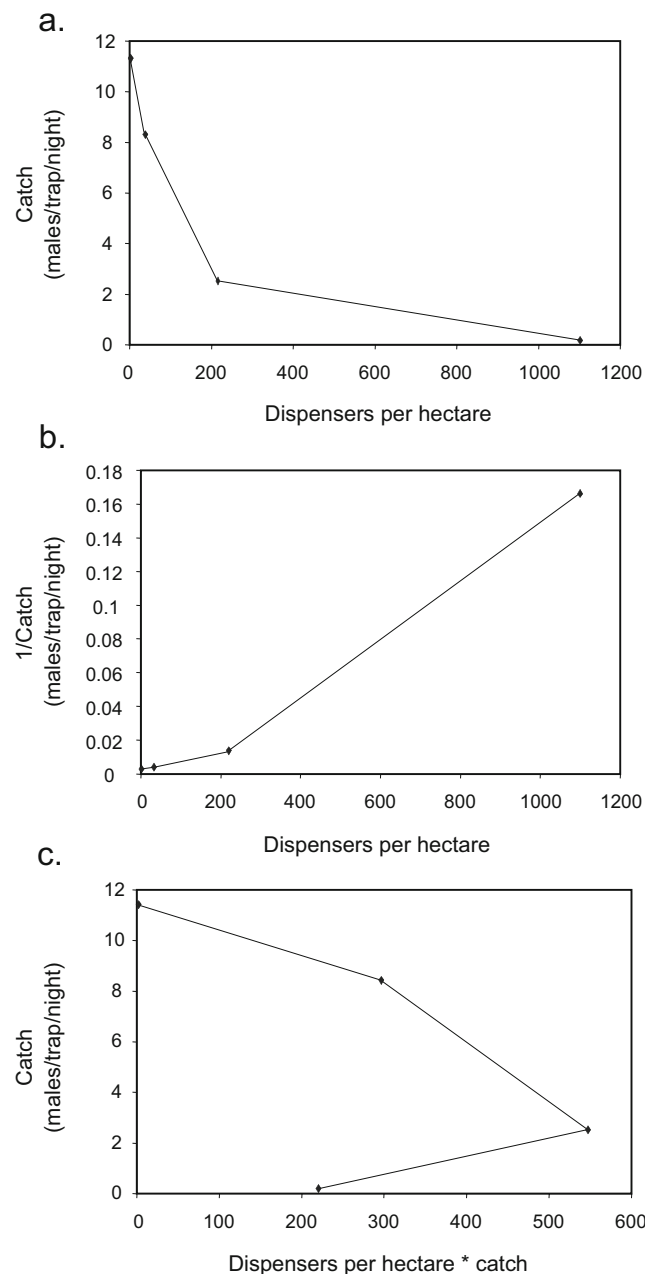 a.
12
10
8
6
4
2
0
Catch
(males/trap/night)
0 200 400 600 800 1000 1200
Dispensers per hectare
b.
0.18
0.16
0.14
0.12
0.1
0.08
0.06
0.04
0.02
0
1/Catch
(males/trap/night)
0 200 400 600 800 1000 1200
Dispensers per hectare
c.
12
10
8
6
4
2
0
Catch
(males/trap/night)
0 100 200 300 400 500 600
Dispensers per hectare * catch